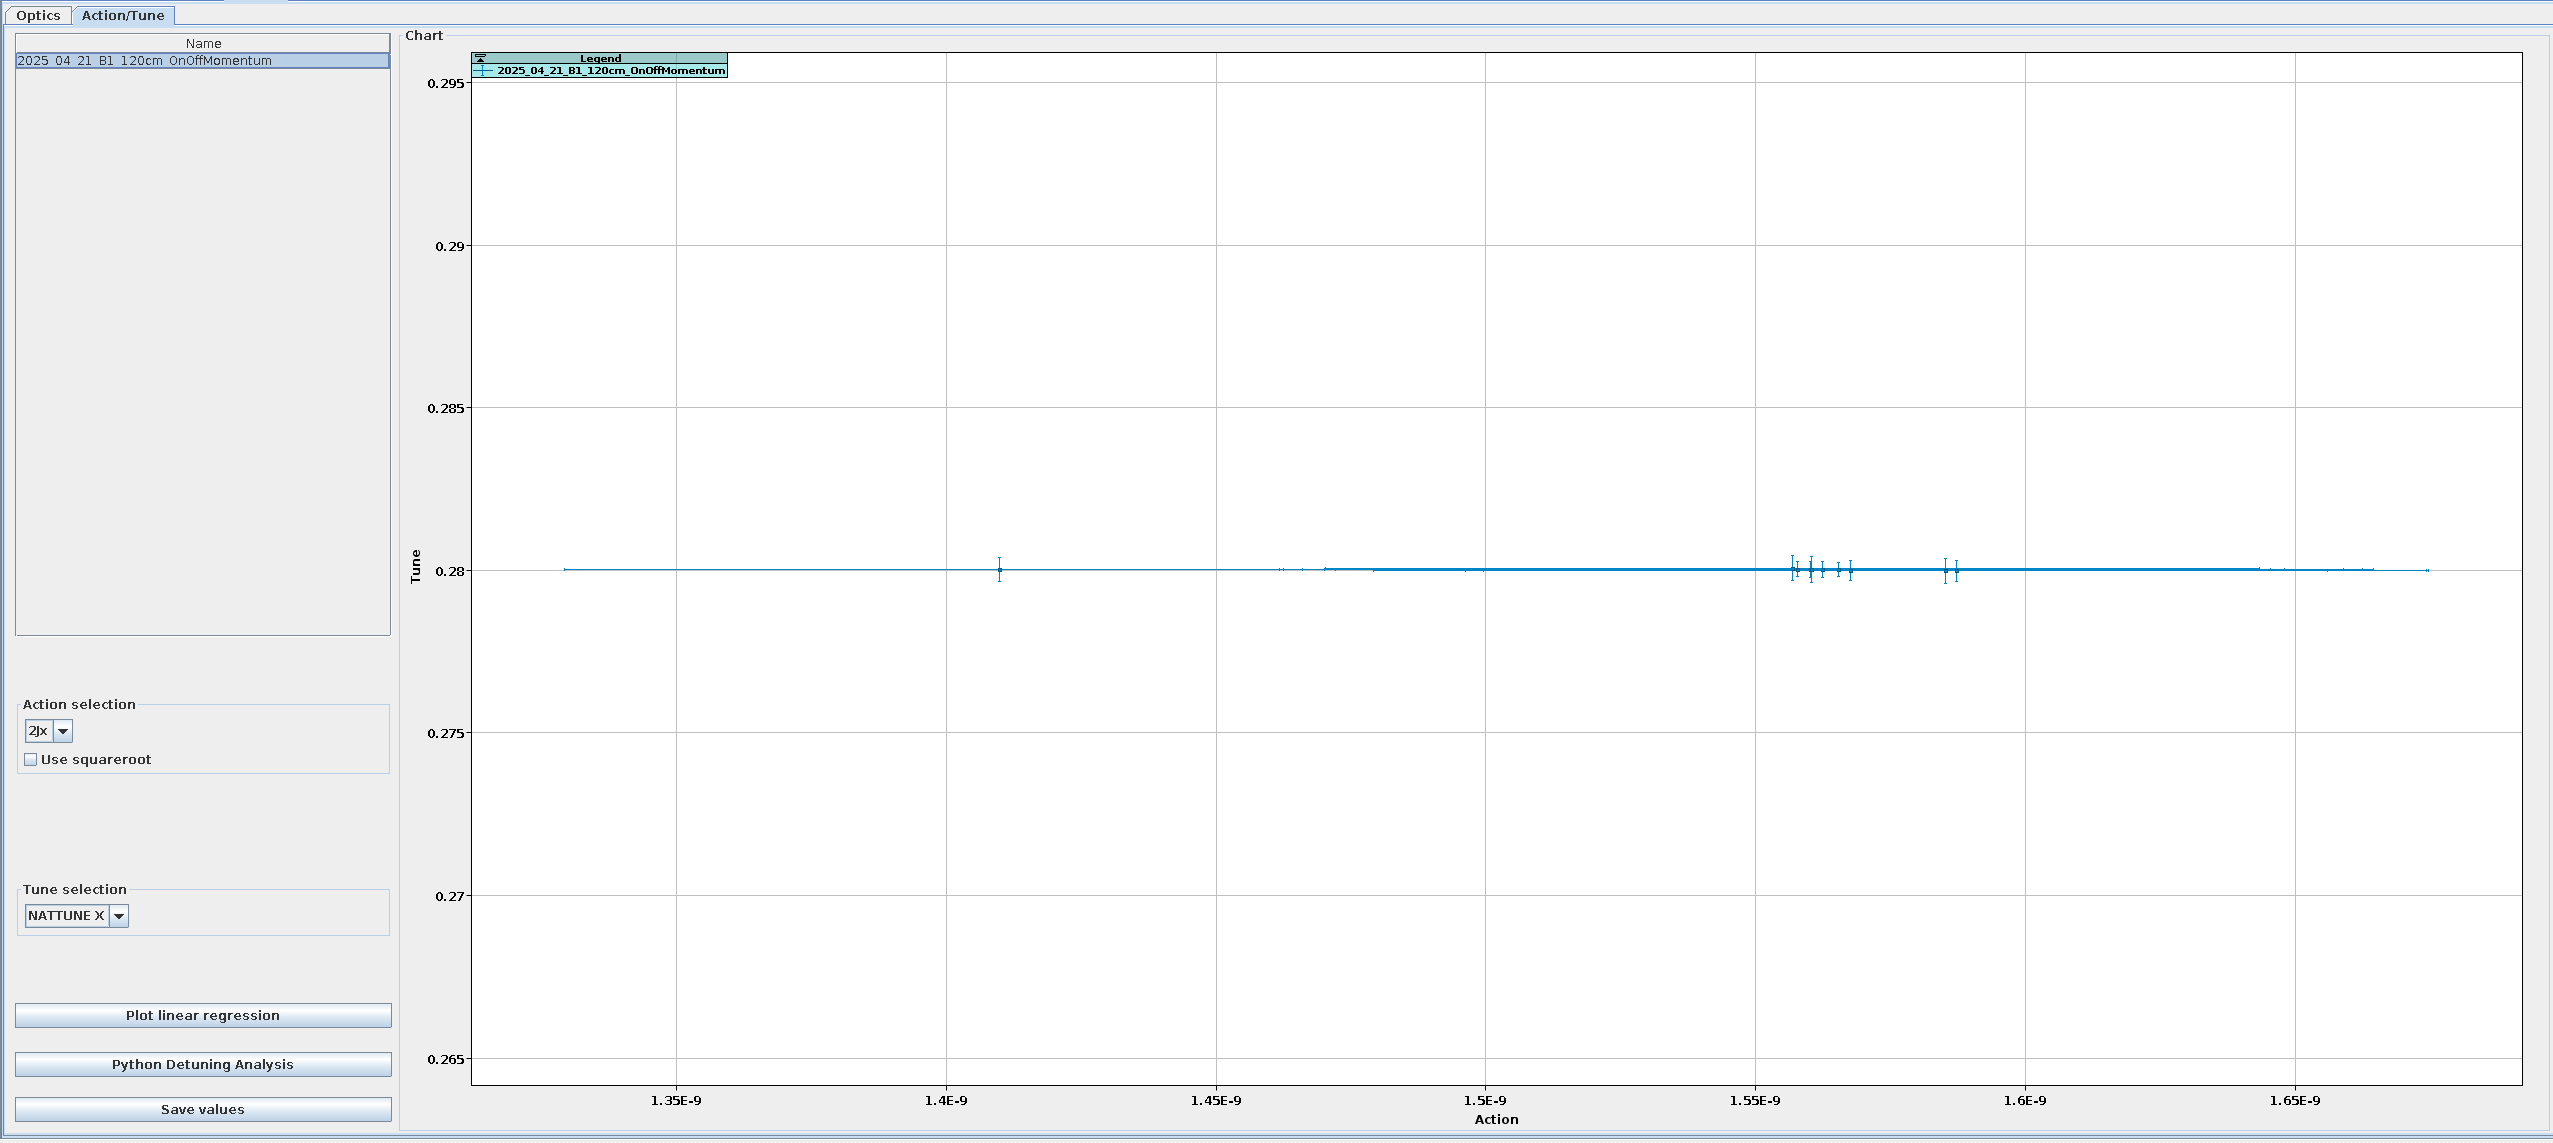 Optics
Action/Tune
Name
2025_04_21_B1_120cm_OnOffMomentum
Action selection
2Jx
Use squareroot
Tune selection
NATTUNE X
Plot linear regression
Python Detuning Analysis
Save values
Chart
Legend
2025_04_21_B1_120cm_OnOffMomentum
Tune
0.295
0.29
0.285
0.28
0.275
0.27
0.265
1.35E-9
1.4E-9
1.45E-9
1.5E-9
1.55E-9
1.6E-9
1.65E-9
Action